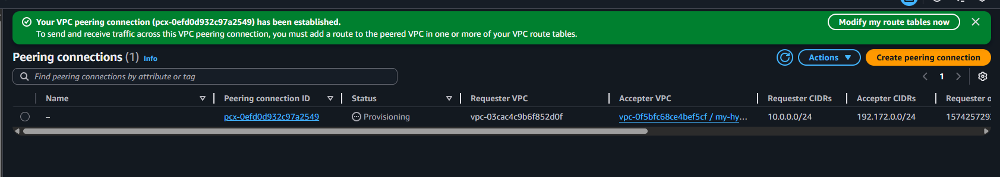 Your VPC peering connection (pcx-0efd0d932c97a2549) has been established.
To send and receive traffic across this VPC peering connection, you must add a route to the peered VPC in one or more of your VPC route tables.
Modify my route tables now
Peering connections (1) Info
Actions
Create peering connection
Find peering connections by attribute or tag
1
Name Peering connection ID Status Requester VPC Accepter VPC Requester CIDRs Accepter CIDRs Requester o
– pcx-0efd0d932c97a2549 Provisioning vpc-03cac4c9b6f852d0f vpc-0f5bfc68ce4bef5cf / my-hy... 10.0.0.0/24 192.172.0.0/24 1574257297